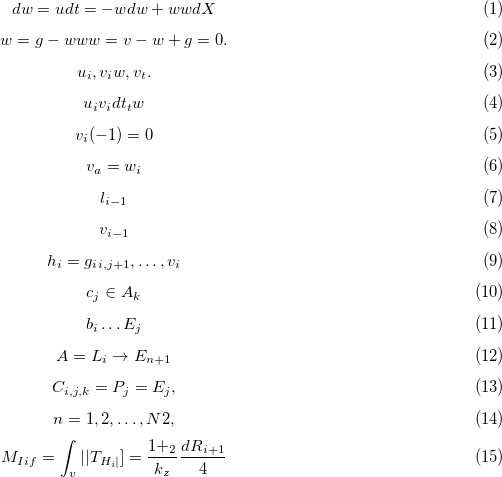 dw = udt = −wdw + wwdX (1)
w = g − www = v − w + g = 0. (2)
u_i, v_i w, v_t. (3)
u_i v_i dt_t w (4)
v_i(−1) = 0 (5)
v_a = w_i (6)
l_{i−1} (7)
v_{i−1} (8)
h_i = g_{i i,j+1}, …, v_i (9)
c_j ∈ A_k (10)
b_i … E_j (11)
A = L_i → E_{n+1} (12)
C_{i,j,k} = P_j = E_j, (13)
n = 1, 2, …, N2, (14)
M_{Iif} = ∫_v ||T_{H_i|}] = \frac{1+_2}{k_z} \frac{dR_{i+1}}{4} (15)